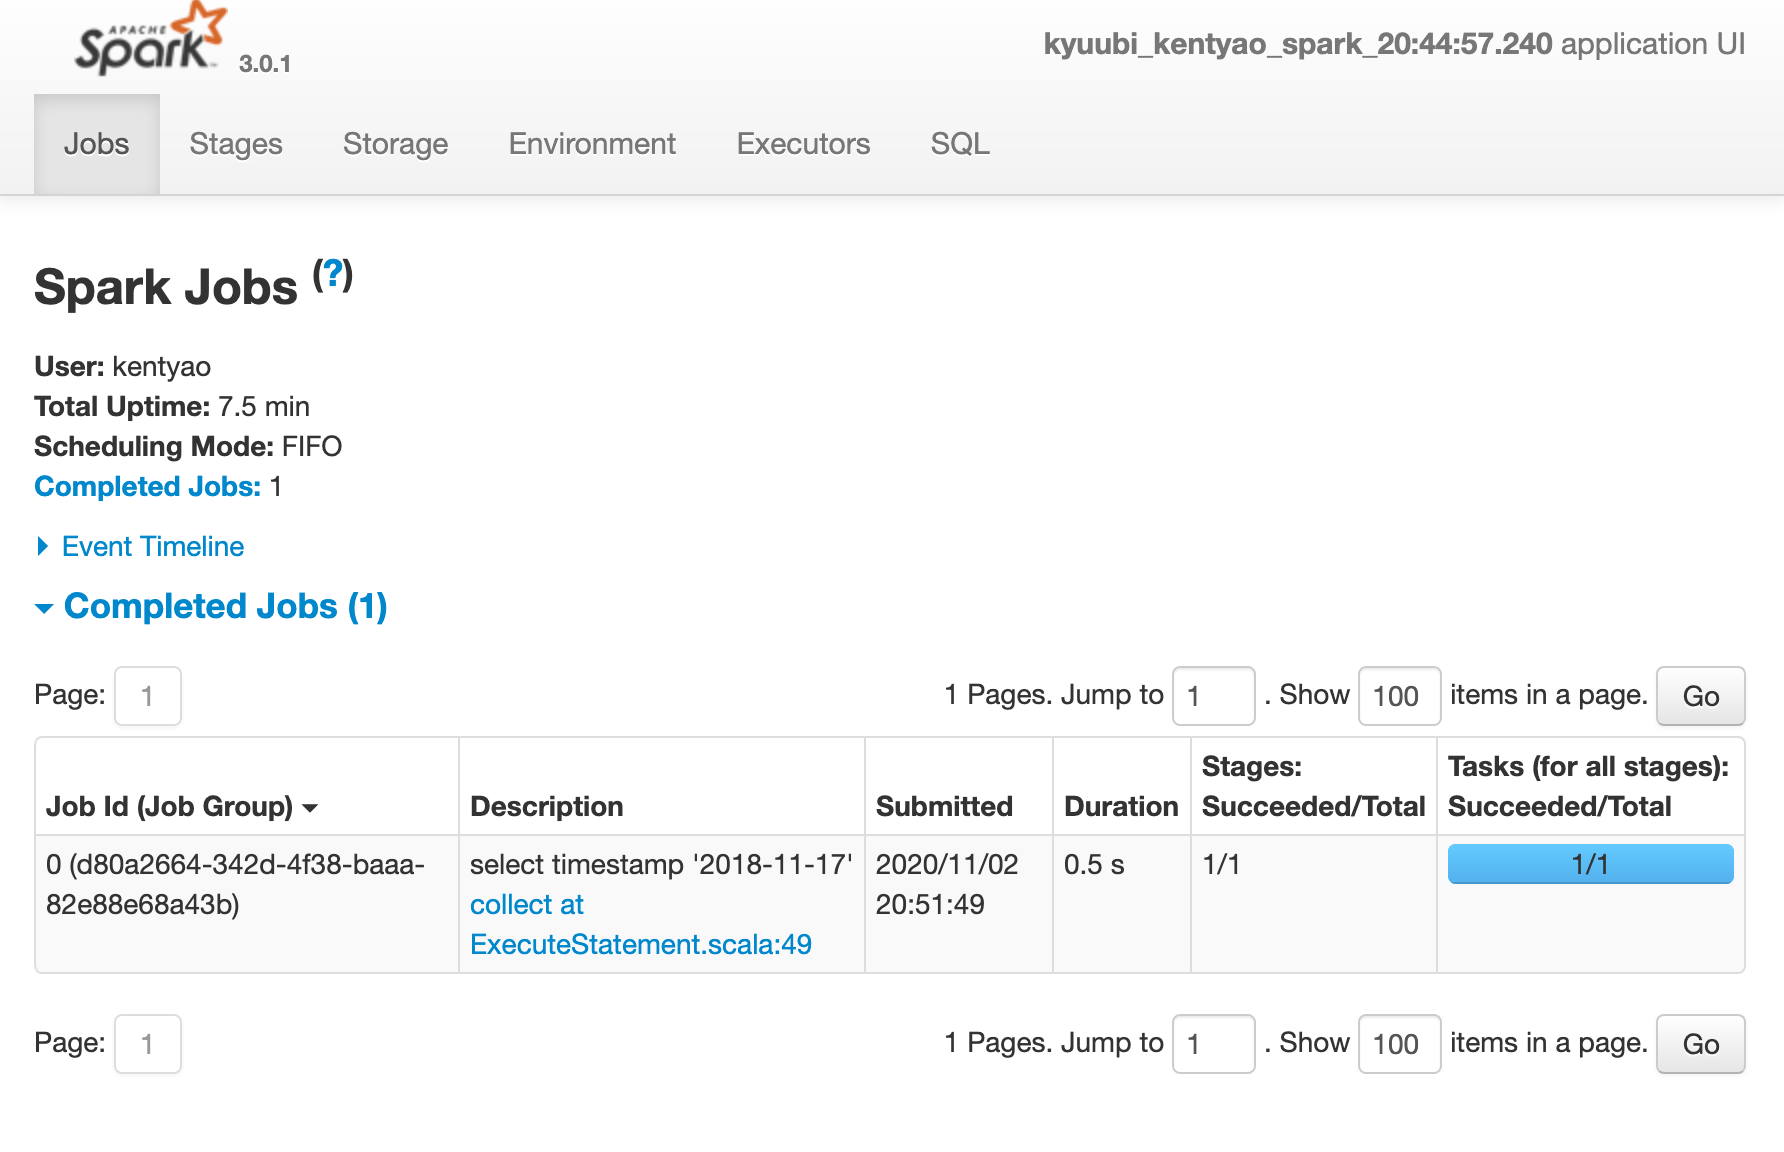 APACHE
Spark™ 3.0.1
kyuubi_kentyao_spark_20:44:57.240 application UI
Jobs Stages Storage Environment Executors SQL
Spark Jobs (?)
User: kentyao
Total Uptime: 7.5 min
Scheduling Mode: FIFO
Completed Jobs: 1
Event Timeline
Completed Jobs (1)
Page: 1 1 Pages. Jump to 1 . Show 100 items in a page. Go
Job Id (Job Group) Description Submitted Duration Stages: Succeeded/Total Tasks (for all stages): Succeeded/Total
0 (d80a2664-342d-4f38-baaa- select timestamp '2018-11-17' 2020/11/02 0.5 s 1/1 1/1
82e88e68a43b) collect at 20:51:49
ExecuteStatement.scala:49
Page: 1 1 Pages. Jump to 1 . Show 100 items in a page. Go